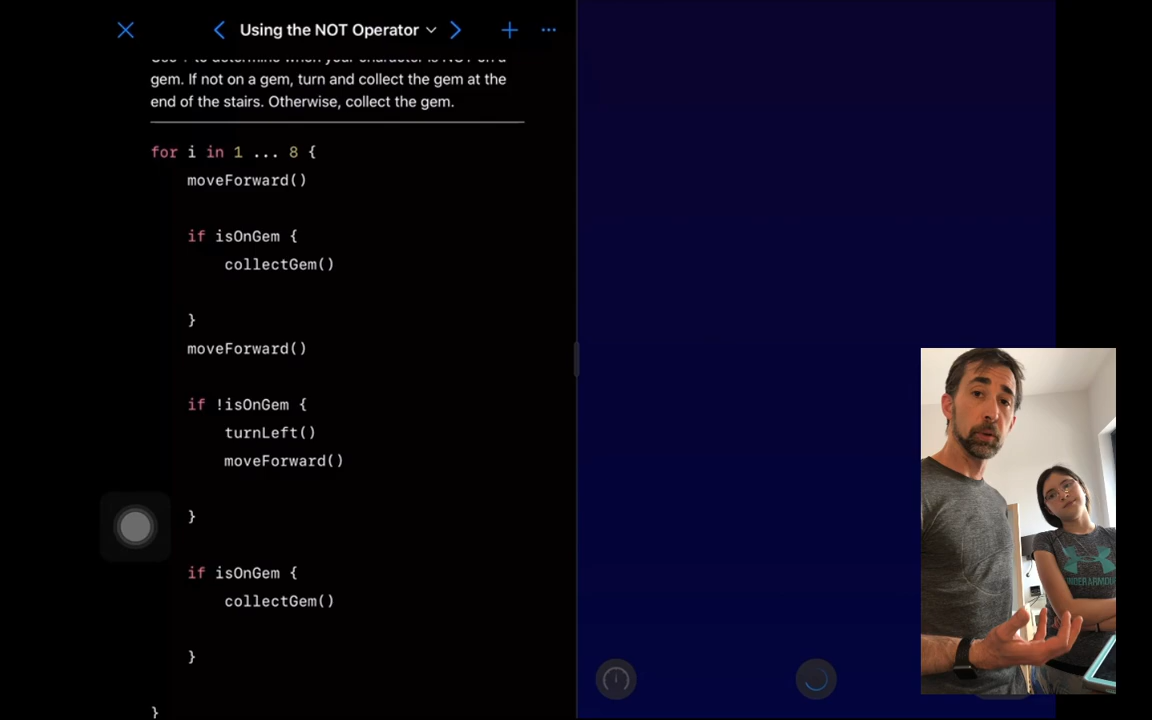 Using the NOT Operator
gem. If not on a gem, turn and collect the gem at the
end of the stairs. Otherwise, collect the gem.
for i in 1 ... 8 {
moveForward()
if isOnGem {
collectGem()
}
moveForward()
if !isOnGem {
turnLeft()
moveForward()
}
if isOnGem {
collectGem()
}
}
UNDER ARMOUR